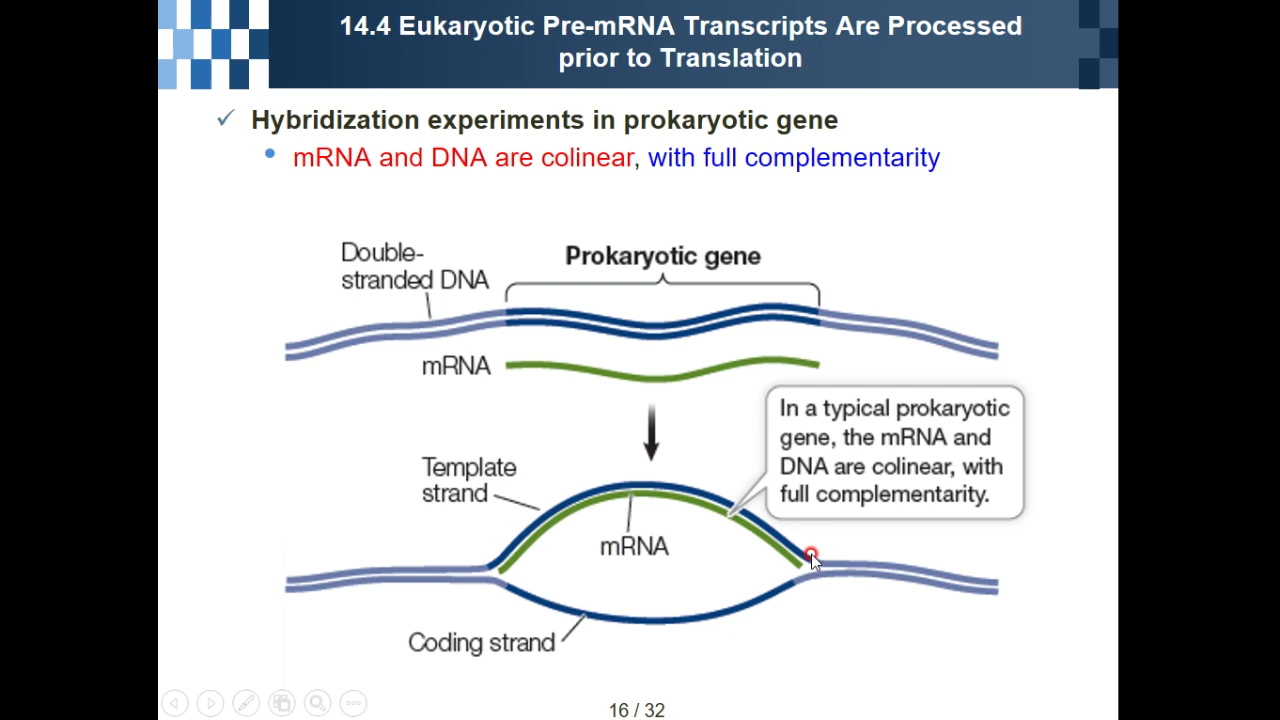 14.4 Eukaryotic Pre-mRNA Transcripts Are Processed
prior to Translation
✓ Hybridization experiments in prokaryotic gene
• mRNA and DNA are colinear, with full complementarity
Double-
stranded DNA
Prokaryotic gene
mRNA
In a typical prokaryotic
gene, the mRNA and
DNA are colinear, with
full complementarity.
Template
strand
mRNA
Coding strand
16 / 32